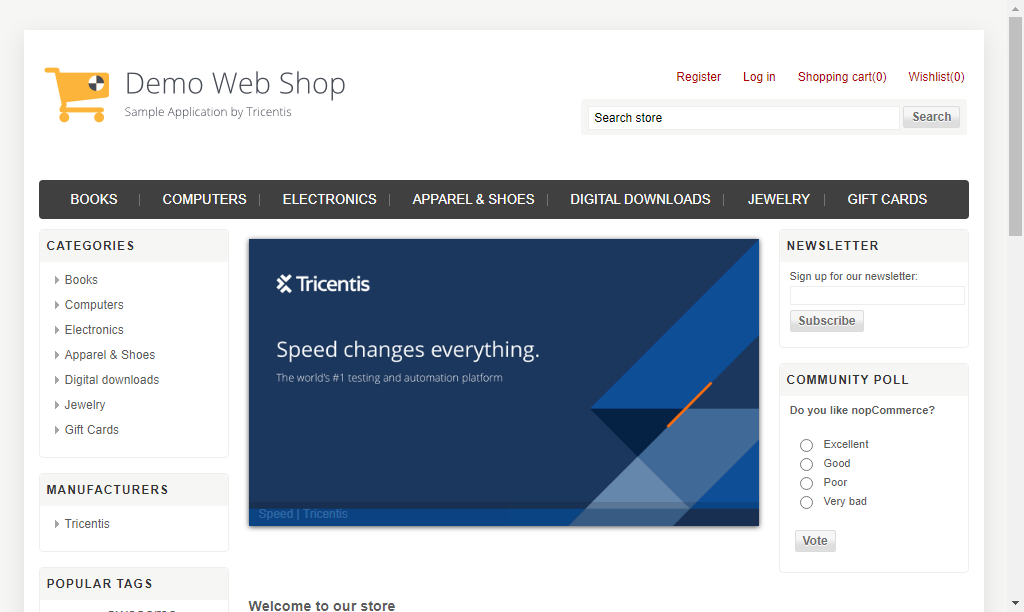 Demo Web Shop
Sample Application by Tricentis
Register
Log in
Shopping cart(0)
Wishlist(0)
Search store
Search
BOOKS
COMPUTERS
ELECTRONICS
APPAREL & SHOES
DIGITAL DOWNLOADS
JEWELRY
GIFT CARDS
CATEGORIES
Books
Computers
Electronics
Apparel & Shoes
Digital downloads
Jewelry
Gift Cards
MANUFACTURERS
Tricentis
POPULAR TAGS
Tricentis
Speed changes everything.
The world's #1 testing and automation platform
Speed | Tricentis
Welcome to our store
NEWSLETTER
Sign up for our newsletter:
Subscribe
COMMUNITY POLL
Do you like nopCommerce?
Excellent
Good
Poor
Very bad
Vote